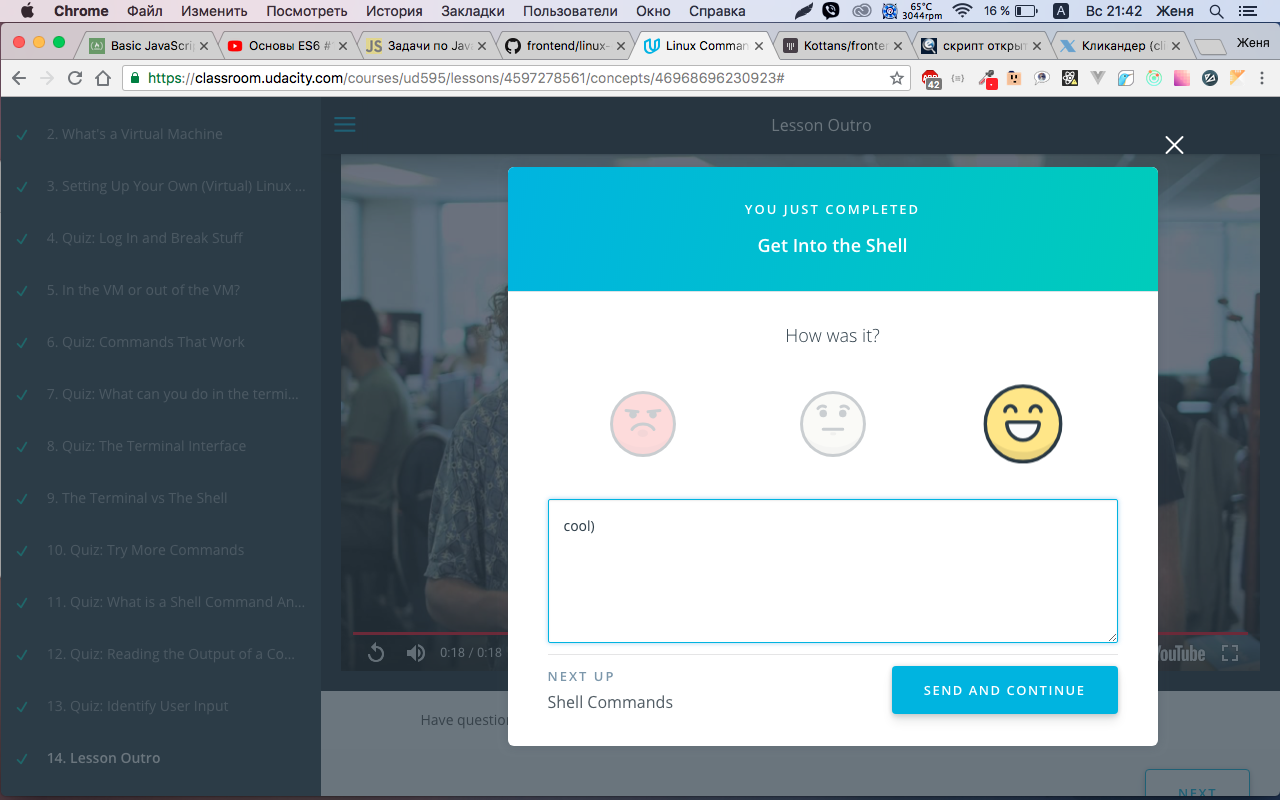 Chrome Файл Изменить Посмотреть История Закладки Пользователи Окно Справка 65°C 3044rpm 16 % A Вс 21:42 Женя
Basic JavaScri Основы ES6 # Задачи по Java frontend/linux- Linux Comman Kottans/fronter скрипт открыт Кликандер (cli Женя
https://classroom.udacity.com/courses/ud595/lessons/4597278561/concepts/46968696230923# 42
2. What's a Virtual Machine
3. Setting Up Your Own (Virtual) Linux ...
4. Quiz: Log In and Break Stuff
5. In the VM or out of the VM?
6. Quiz: Commands That Work
7. Quiz: What can you do in the termi...
8. Quiz: The Terminal Interface
9. The Terminal vs The Shell
10. Quiz: Try More Commands
11. Quiz: What is a Shell Command An...
12. Quiz: Reading the Output of a Co...
13. Quiz: Identify User Input
14. Lesson Outro
Lesson Outro
YOU JUST COMPLETED
Get Into the Shell
How was it?
cool)
0:18 / 0:18
YouTube
NEXT UP
Shell Commands
SEND AND CONTINUE
Have question
NEXT